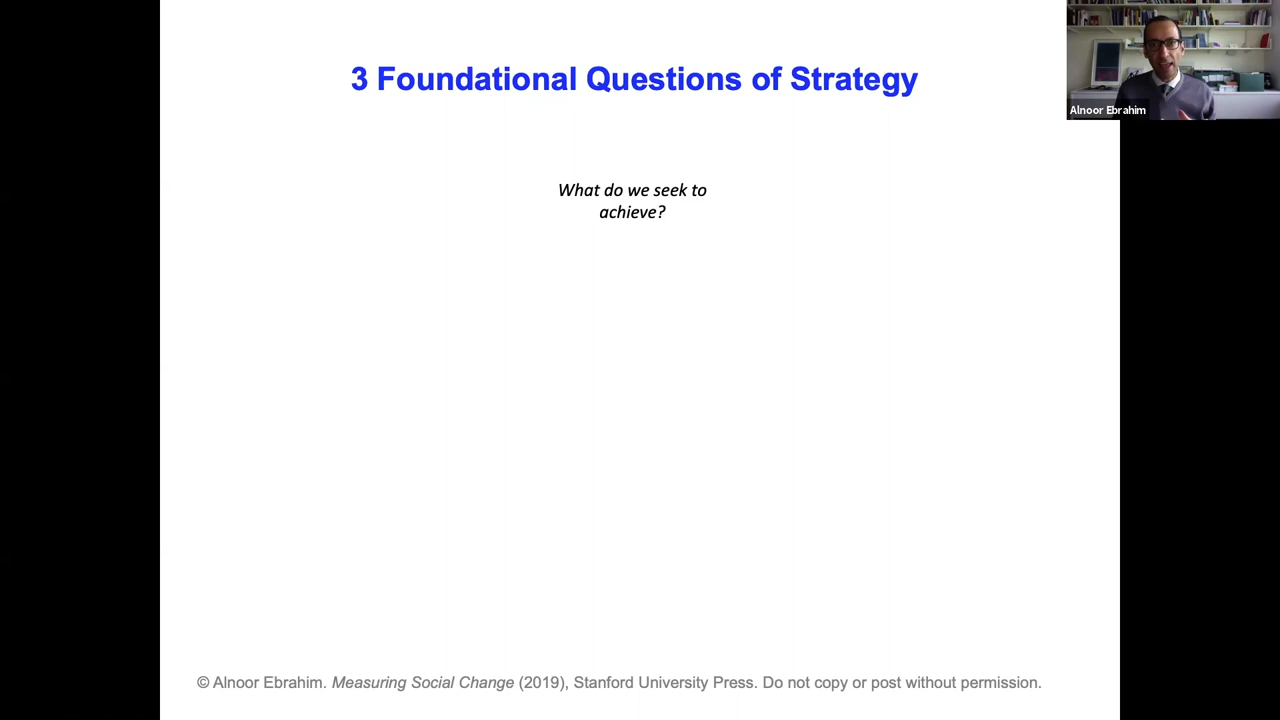 3 Foundational Questions of Strategy
Alnoor Ebrahim
What do we seek to
achieve?
© Alnoor Ebrahim. Measuring Social Change (2019), Stanford University Press. Do not copy or post without permission.